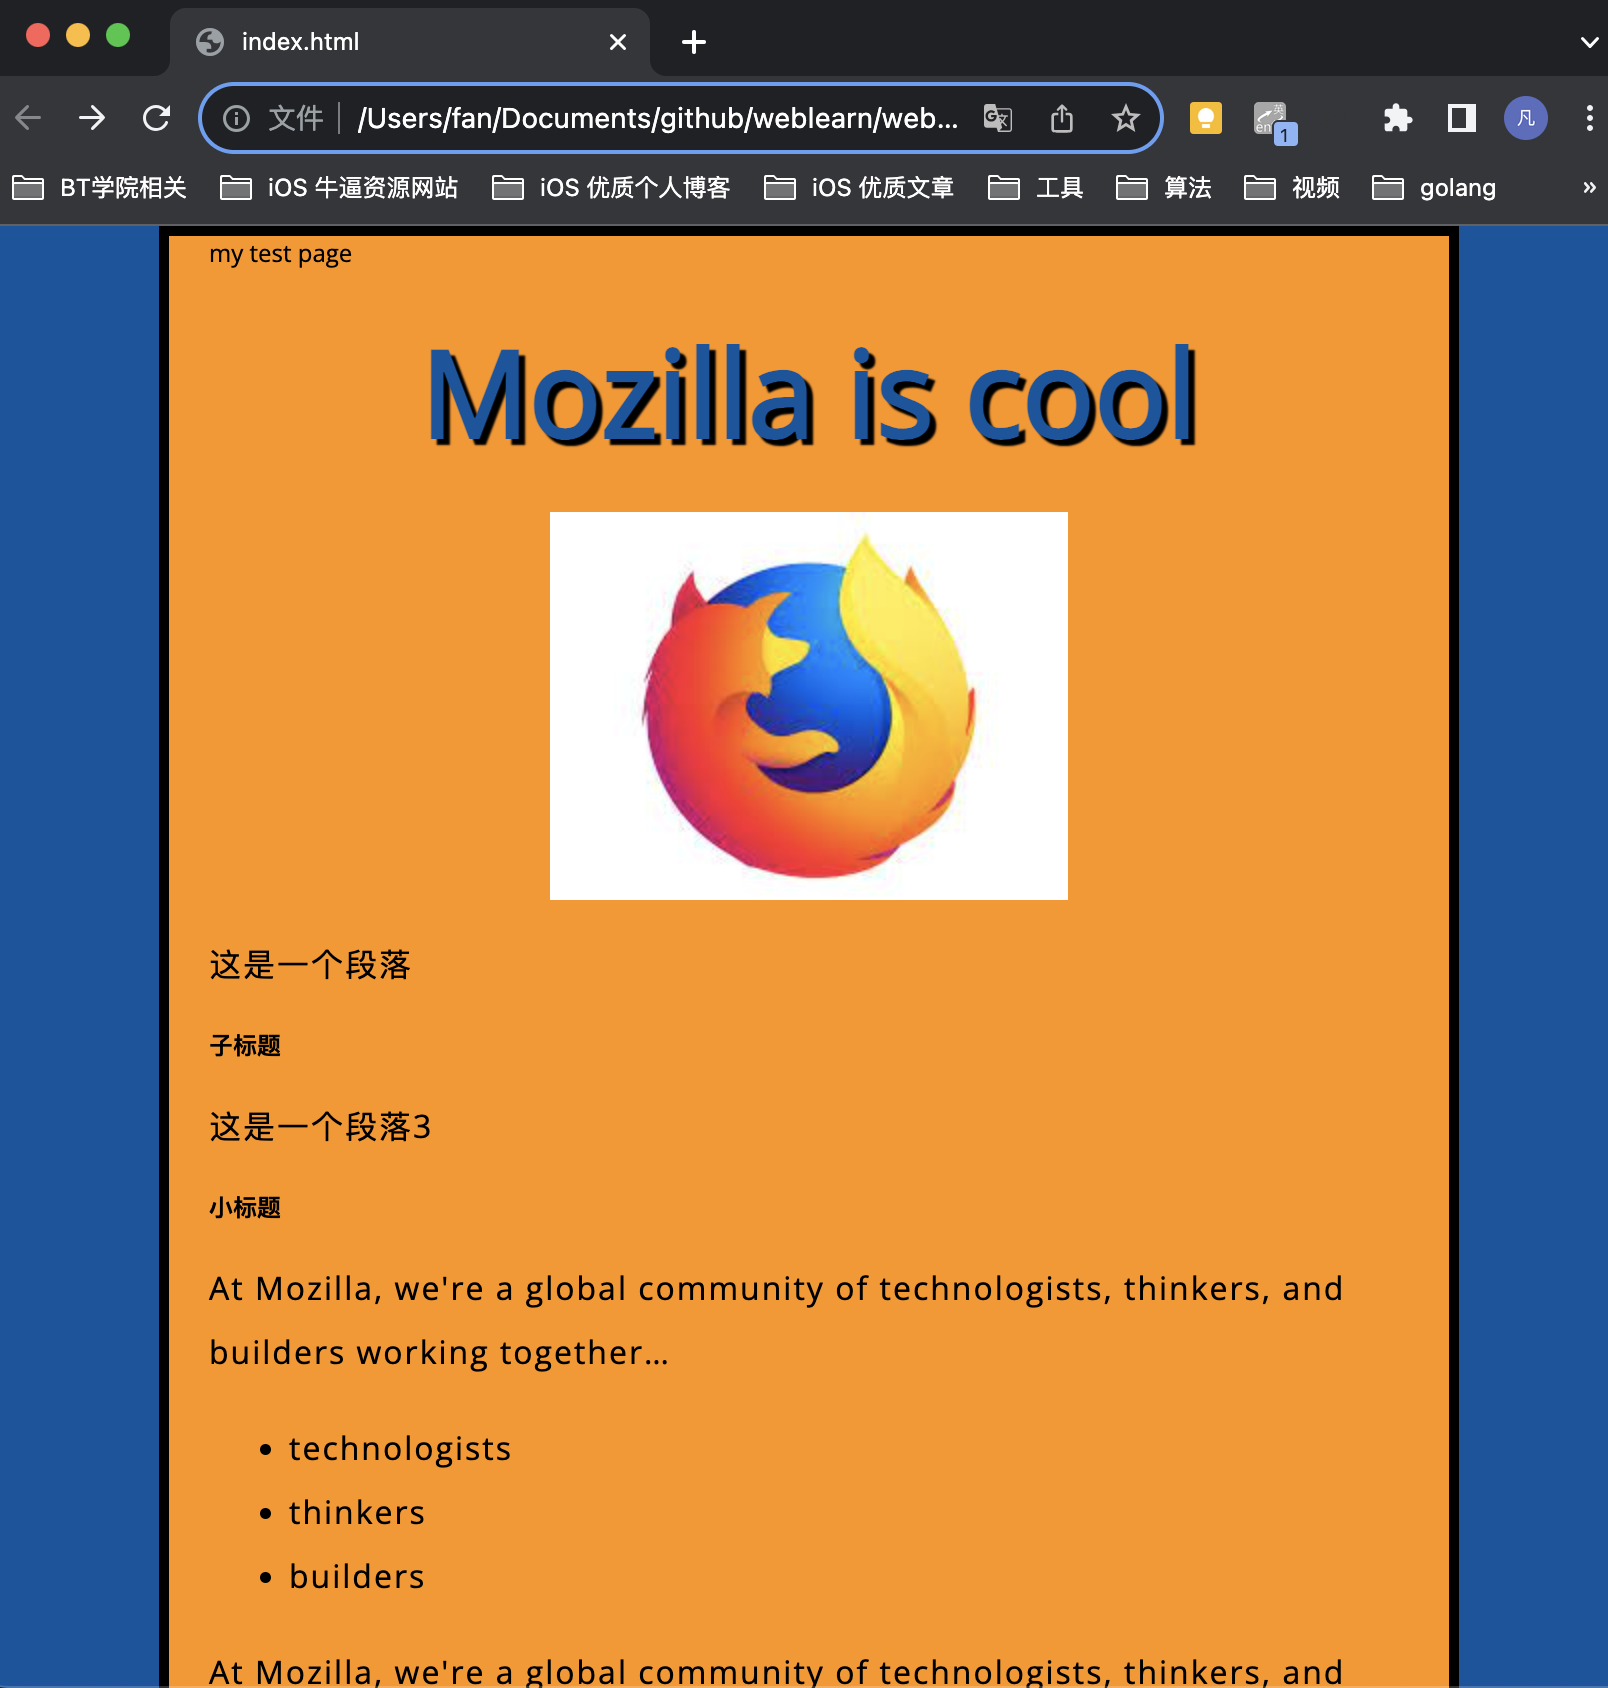 index.html
文件 /Users/fan/Documents/github/weblearn/web...
英
en
1
凡
BT学院相关 iOS 牛逼资源网站 iOS 优质个人博客 iOS 优质文章 工具 算法 视频 golang »
my test page
Mozilla is cool
这是一个段落
子标题
这是一个段落3
小标题
At Mozilla, we're a global community of technologists, thinkers, and
builders working together…
• technologists
• thinkers
• builders
At Mozilla, we're a global community of technologists, thinkers, and